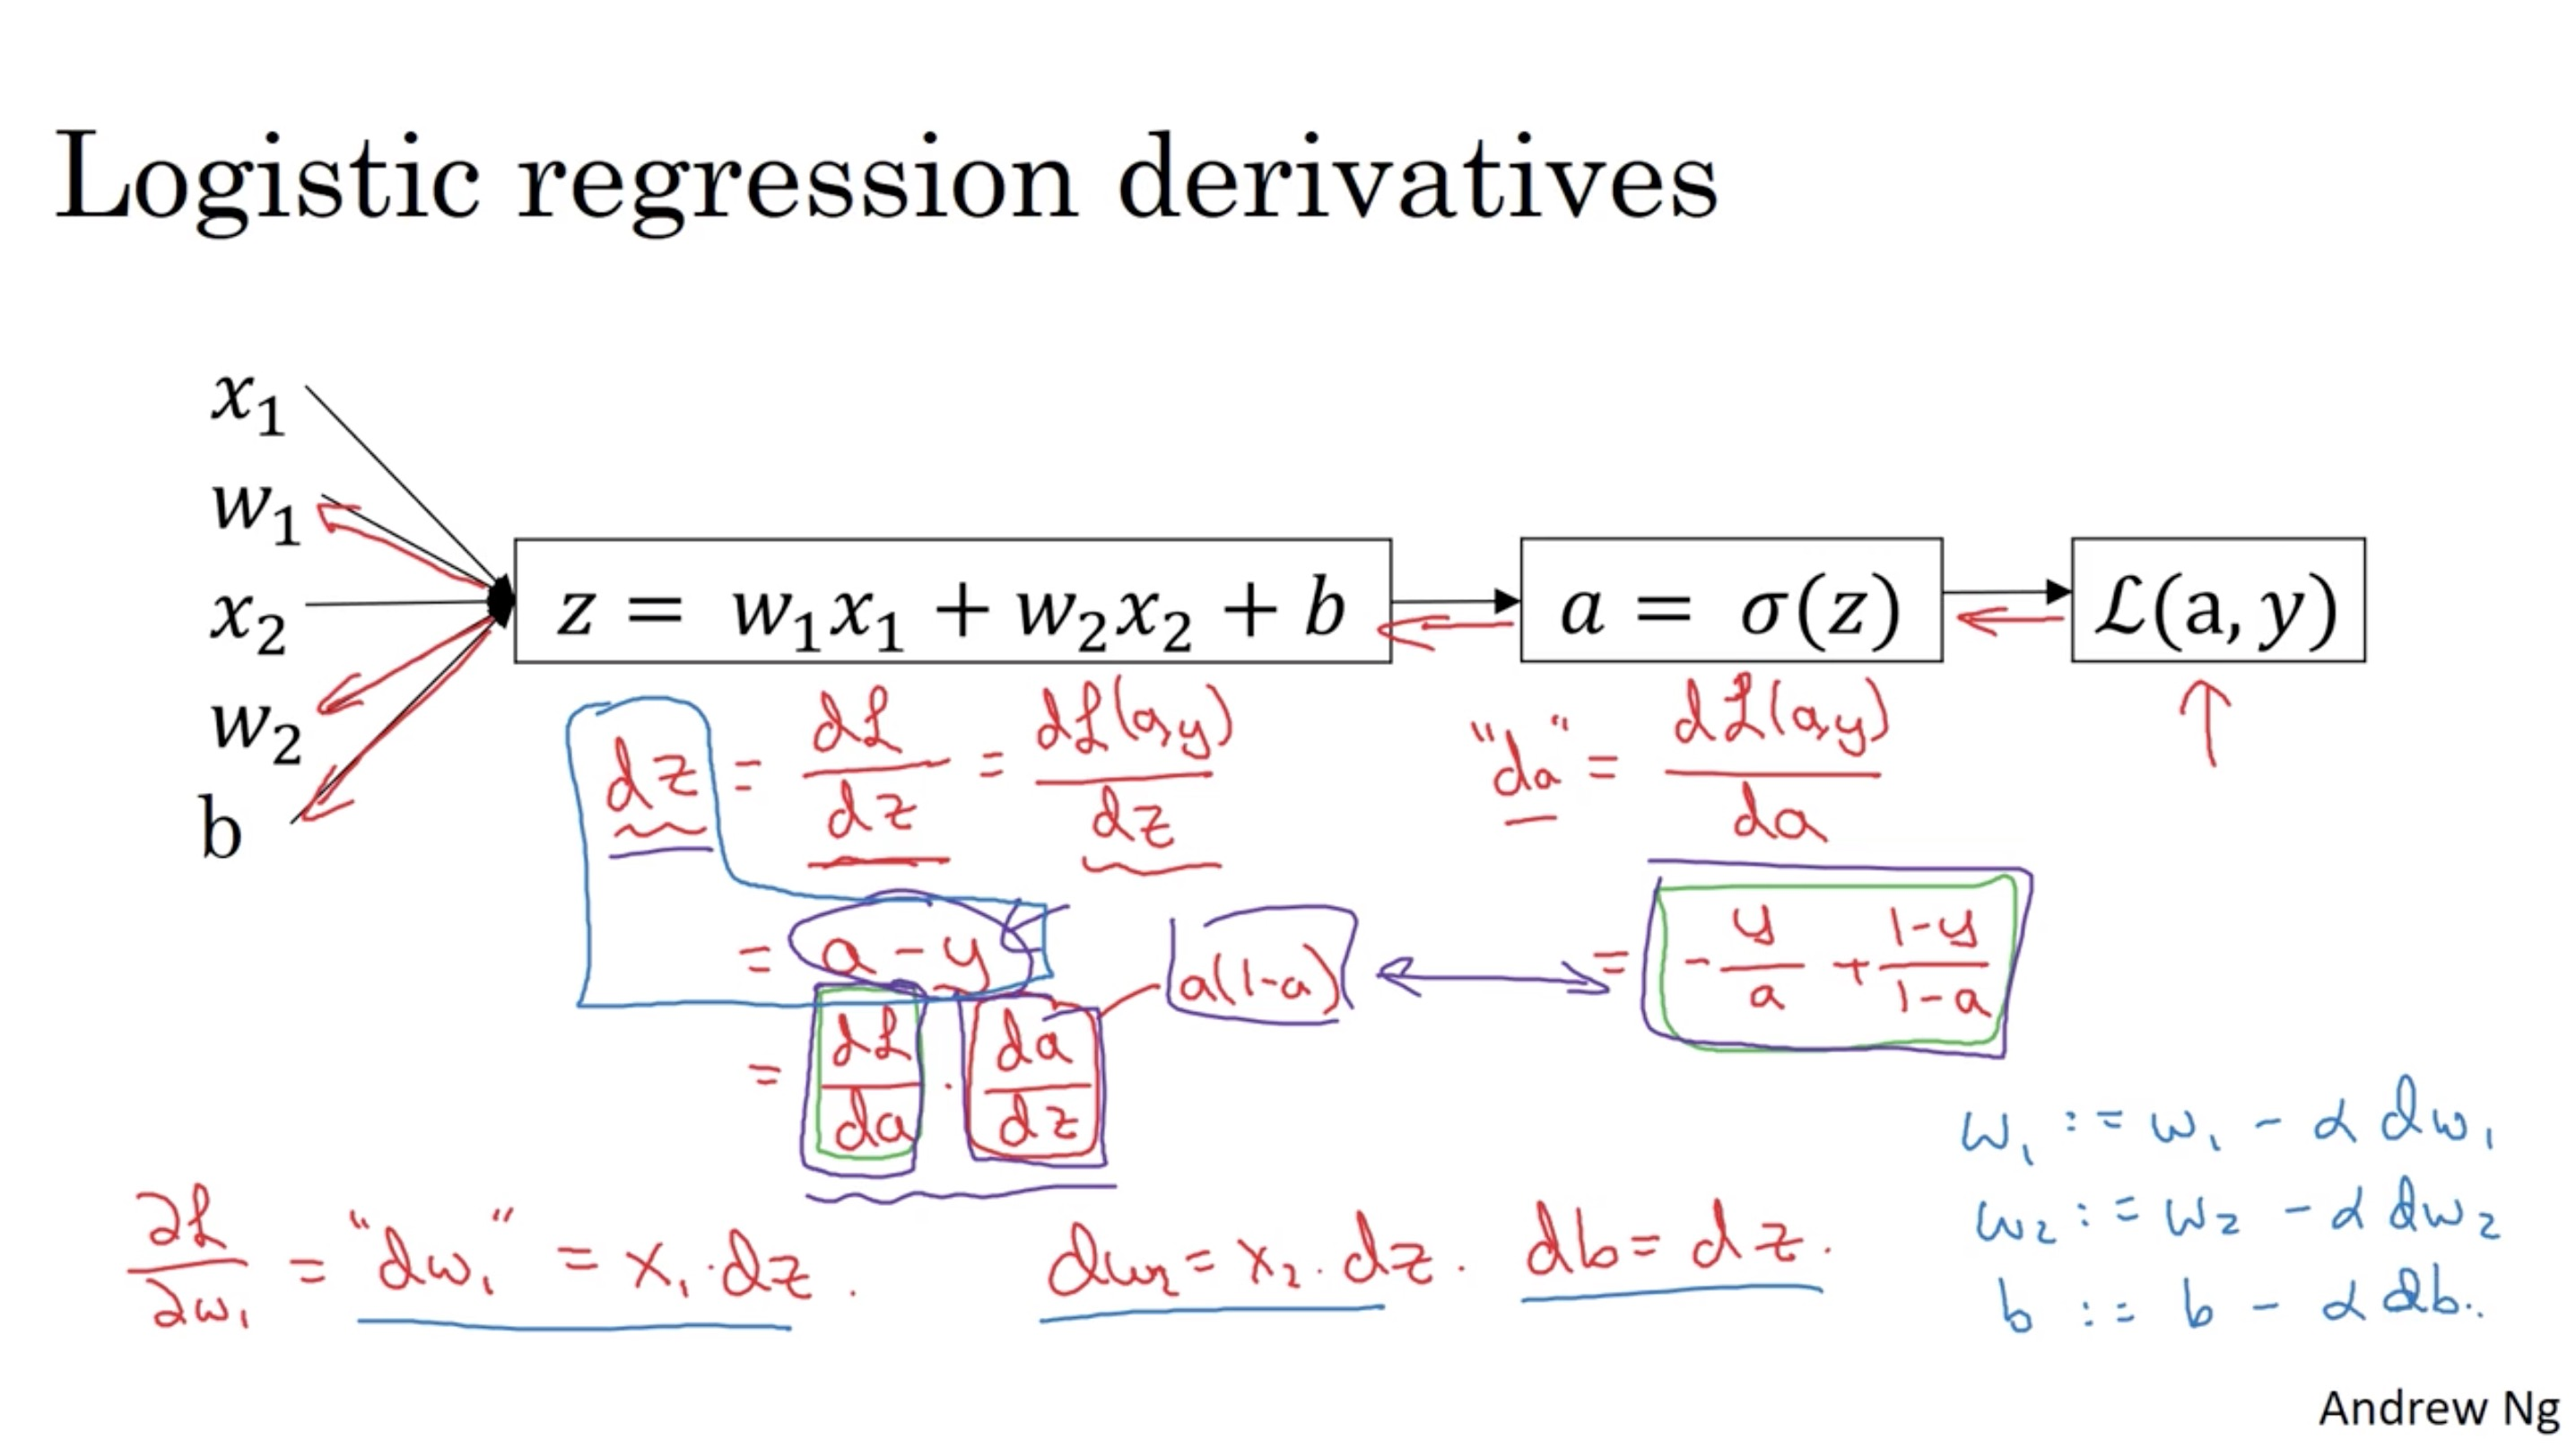 Logistic regression derivatives
x₁
w₁
x₂
w₂
b
z = w₁x₁ + w₂x₂ + b
a = σ(z)
ℒ(a, y)
dz = dℒ/dz = dℒ(a,y)/dz
"da" = dℒ(a,y)/da
= a - y
a(1-a)
= - y/a + 1-y/1-a
= dℒ/da · da/dz
∂ℒ/∂w₁ = "dw₁" = x₁ · dz.
dw₂ = x₂ · dz.
db = dz.
w₁ := w₁ - α dw₁
w₂ := w₂ - α dw₂
b := b - α db.
Andrew Ng